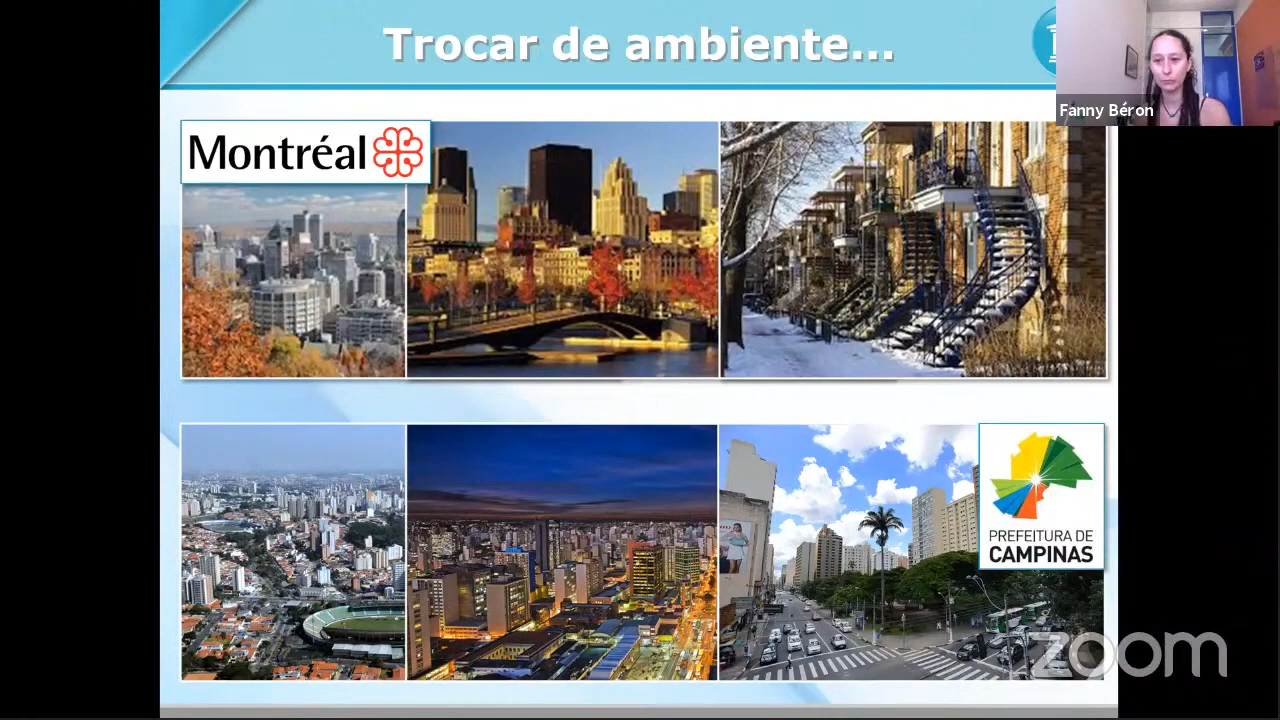 Trocar de ambiente...
Fanny Béron
Montréal
PREFEITURA DE
CAMPINAS
zoom